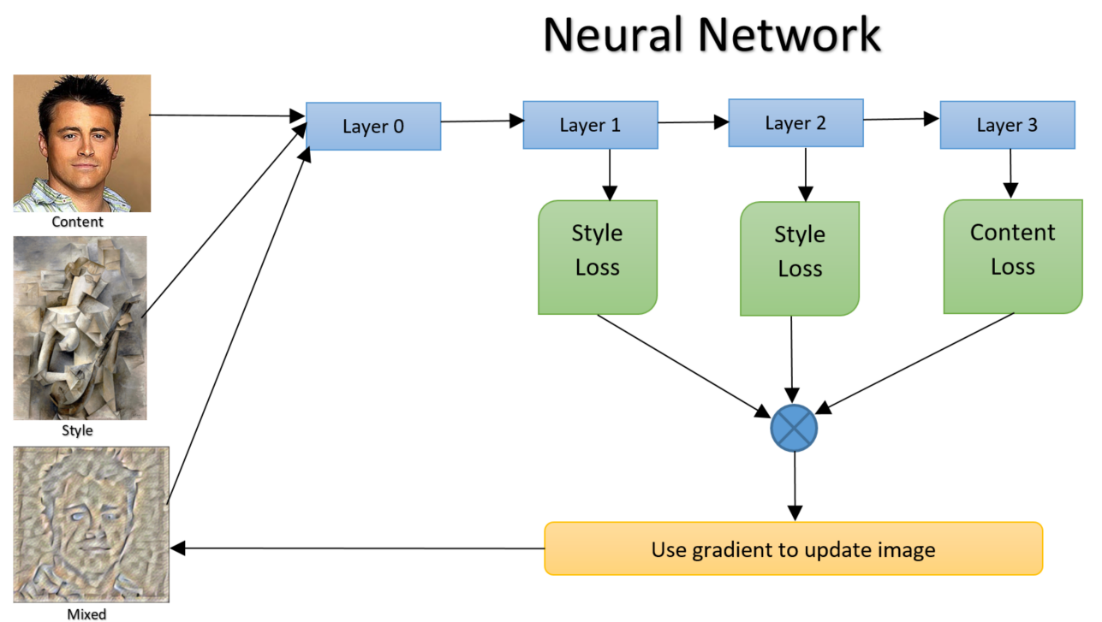 Neural Network
Content
Style
Mixed
Layer 0
Layer 1
Layer 2
Layer 3
Style
Loss
Style
Loss
Content
Loss
Use gradient to update image